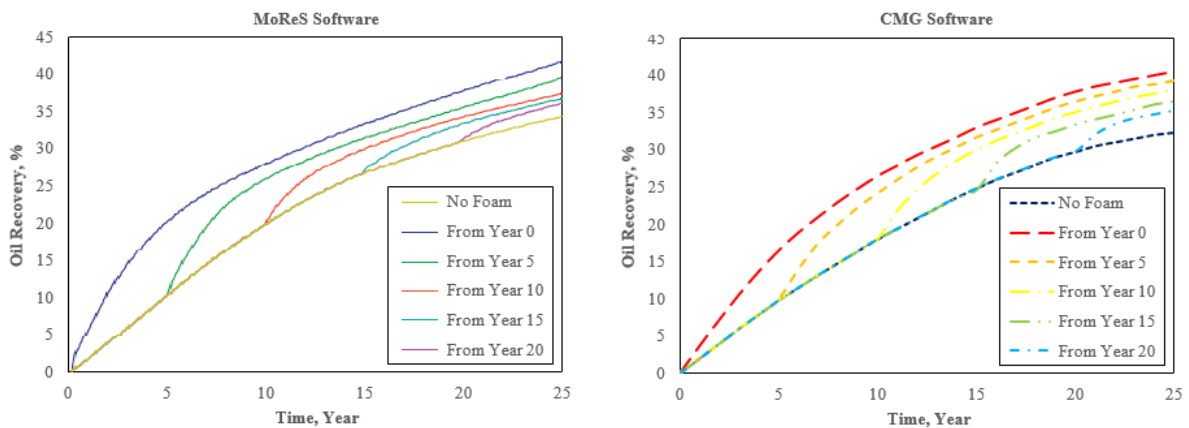 MoReS Software
Oil Recovery, %
45
40
35
30
25
20
15
10
5
0
No Foam
From Year 0
From Year 5
From Year 10
From Year 15
From Year 20
0 5 10 15 20 25
Time, Year
CMG Software
Oil Recovery, %
45
40
35
30
25
20
15
10
5
0
No Foam
From Year 0
From Year 5
From Year 10
From Year 15
From Year 20
0 5 10 15 20 25
Time, Year